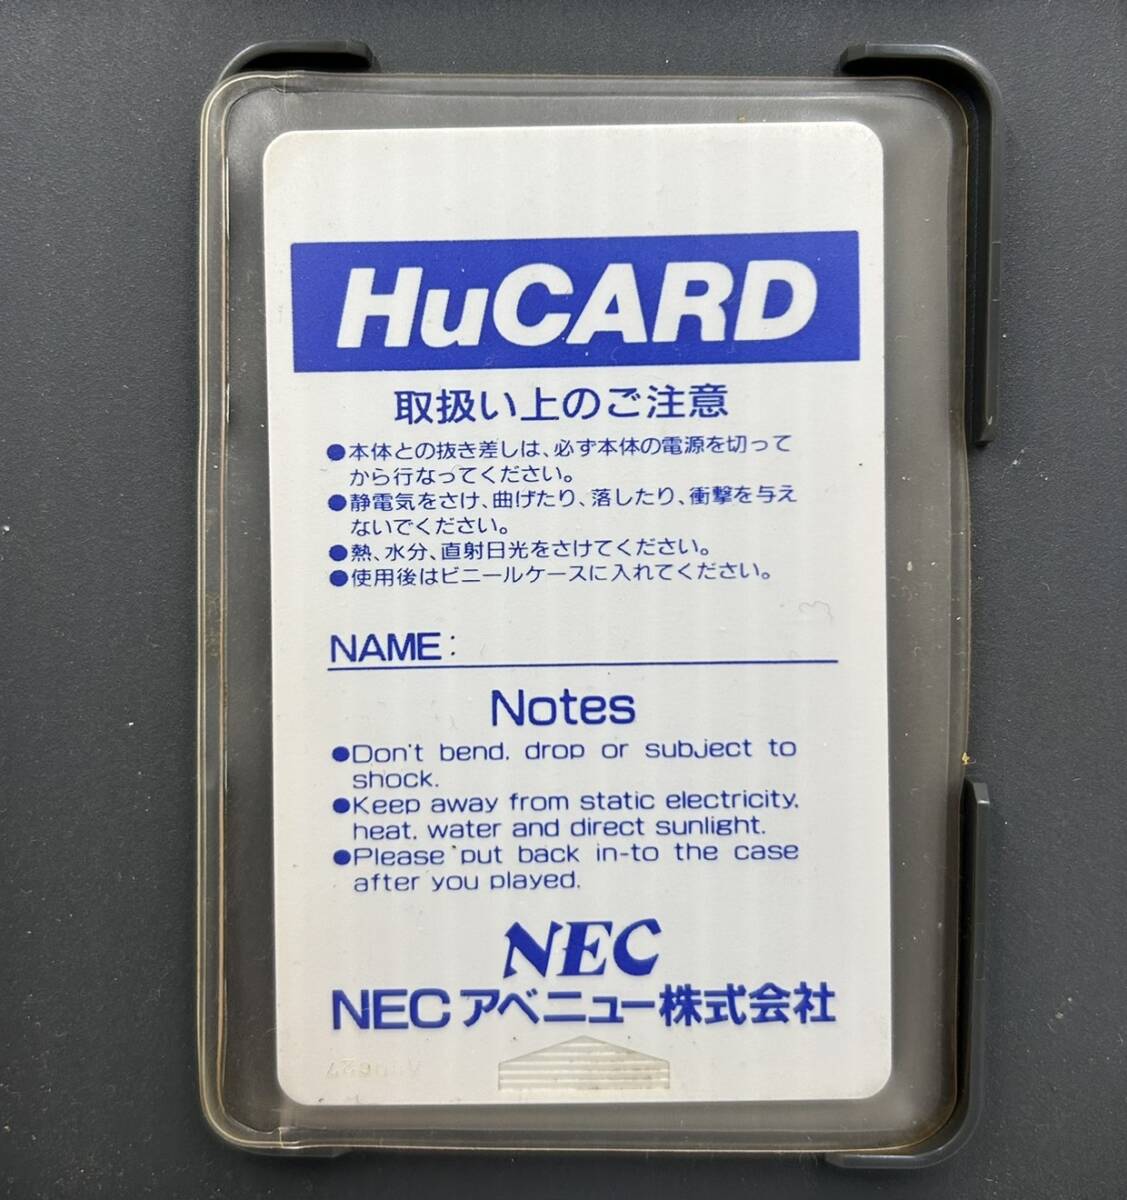 HuCARD
取扱い上のご注意
●本体との抜き差しは、必ず本体の電源を切って
から行なってください。
●静電気をさけ、曲げたり、落したり、衝撃を与え
ないでください。
●熱、水分、直射日光をさけてください。
●使用後はビニールケースに入れてください。
NAME:
Notes
●Don't bend, drop or subject to
shock.
●Keep away from static electricity,
heat, water and direct sunlight.
●Please put back in-to the case
after you played.
NEC
NECアベニュー株式会社